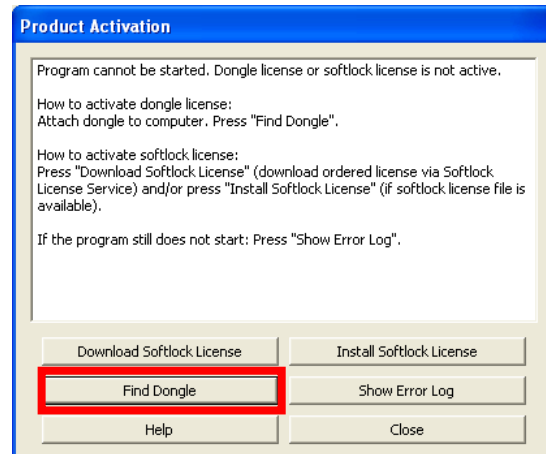 Product Activation
Program cannot be started. Dongle license or softlock license is not active.
How to activate dongle license:
Attach dongle to computer. Press "Find Dongle".
How to activate softlock license:
Press "Download Softlock License" (download ordered license via Softlock
License Service) and/or press "Install Softlock License" (if softlock license file is
available).
If the program still does not start: Press "Show Error Log".
Download Softlock License
Install Softlock License
Find Dongle
Show Error Log
Help
Close